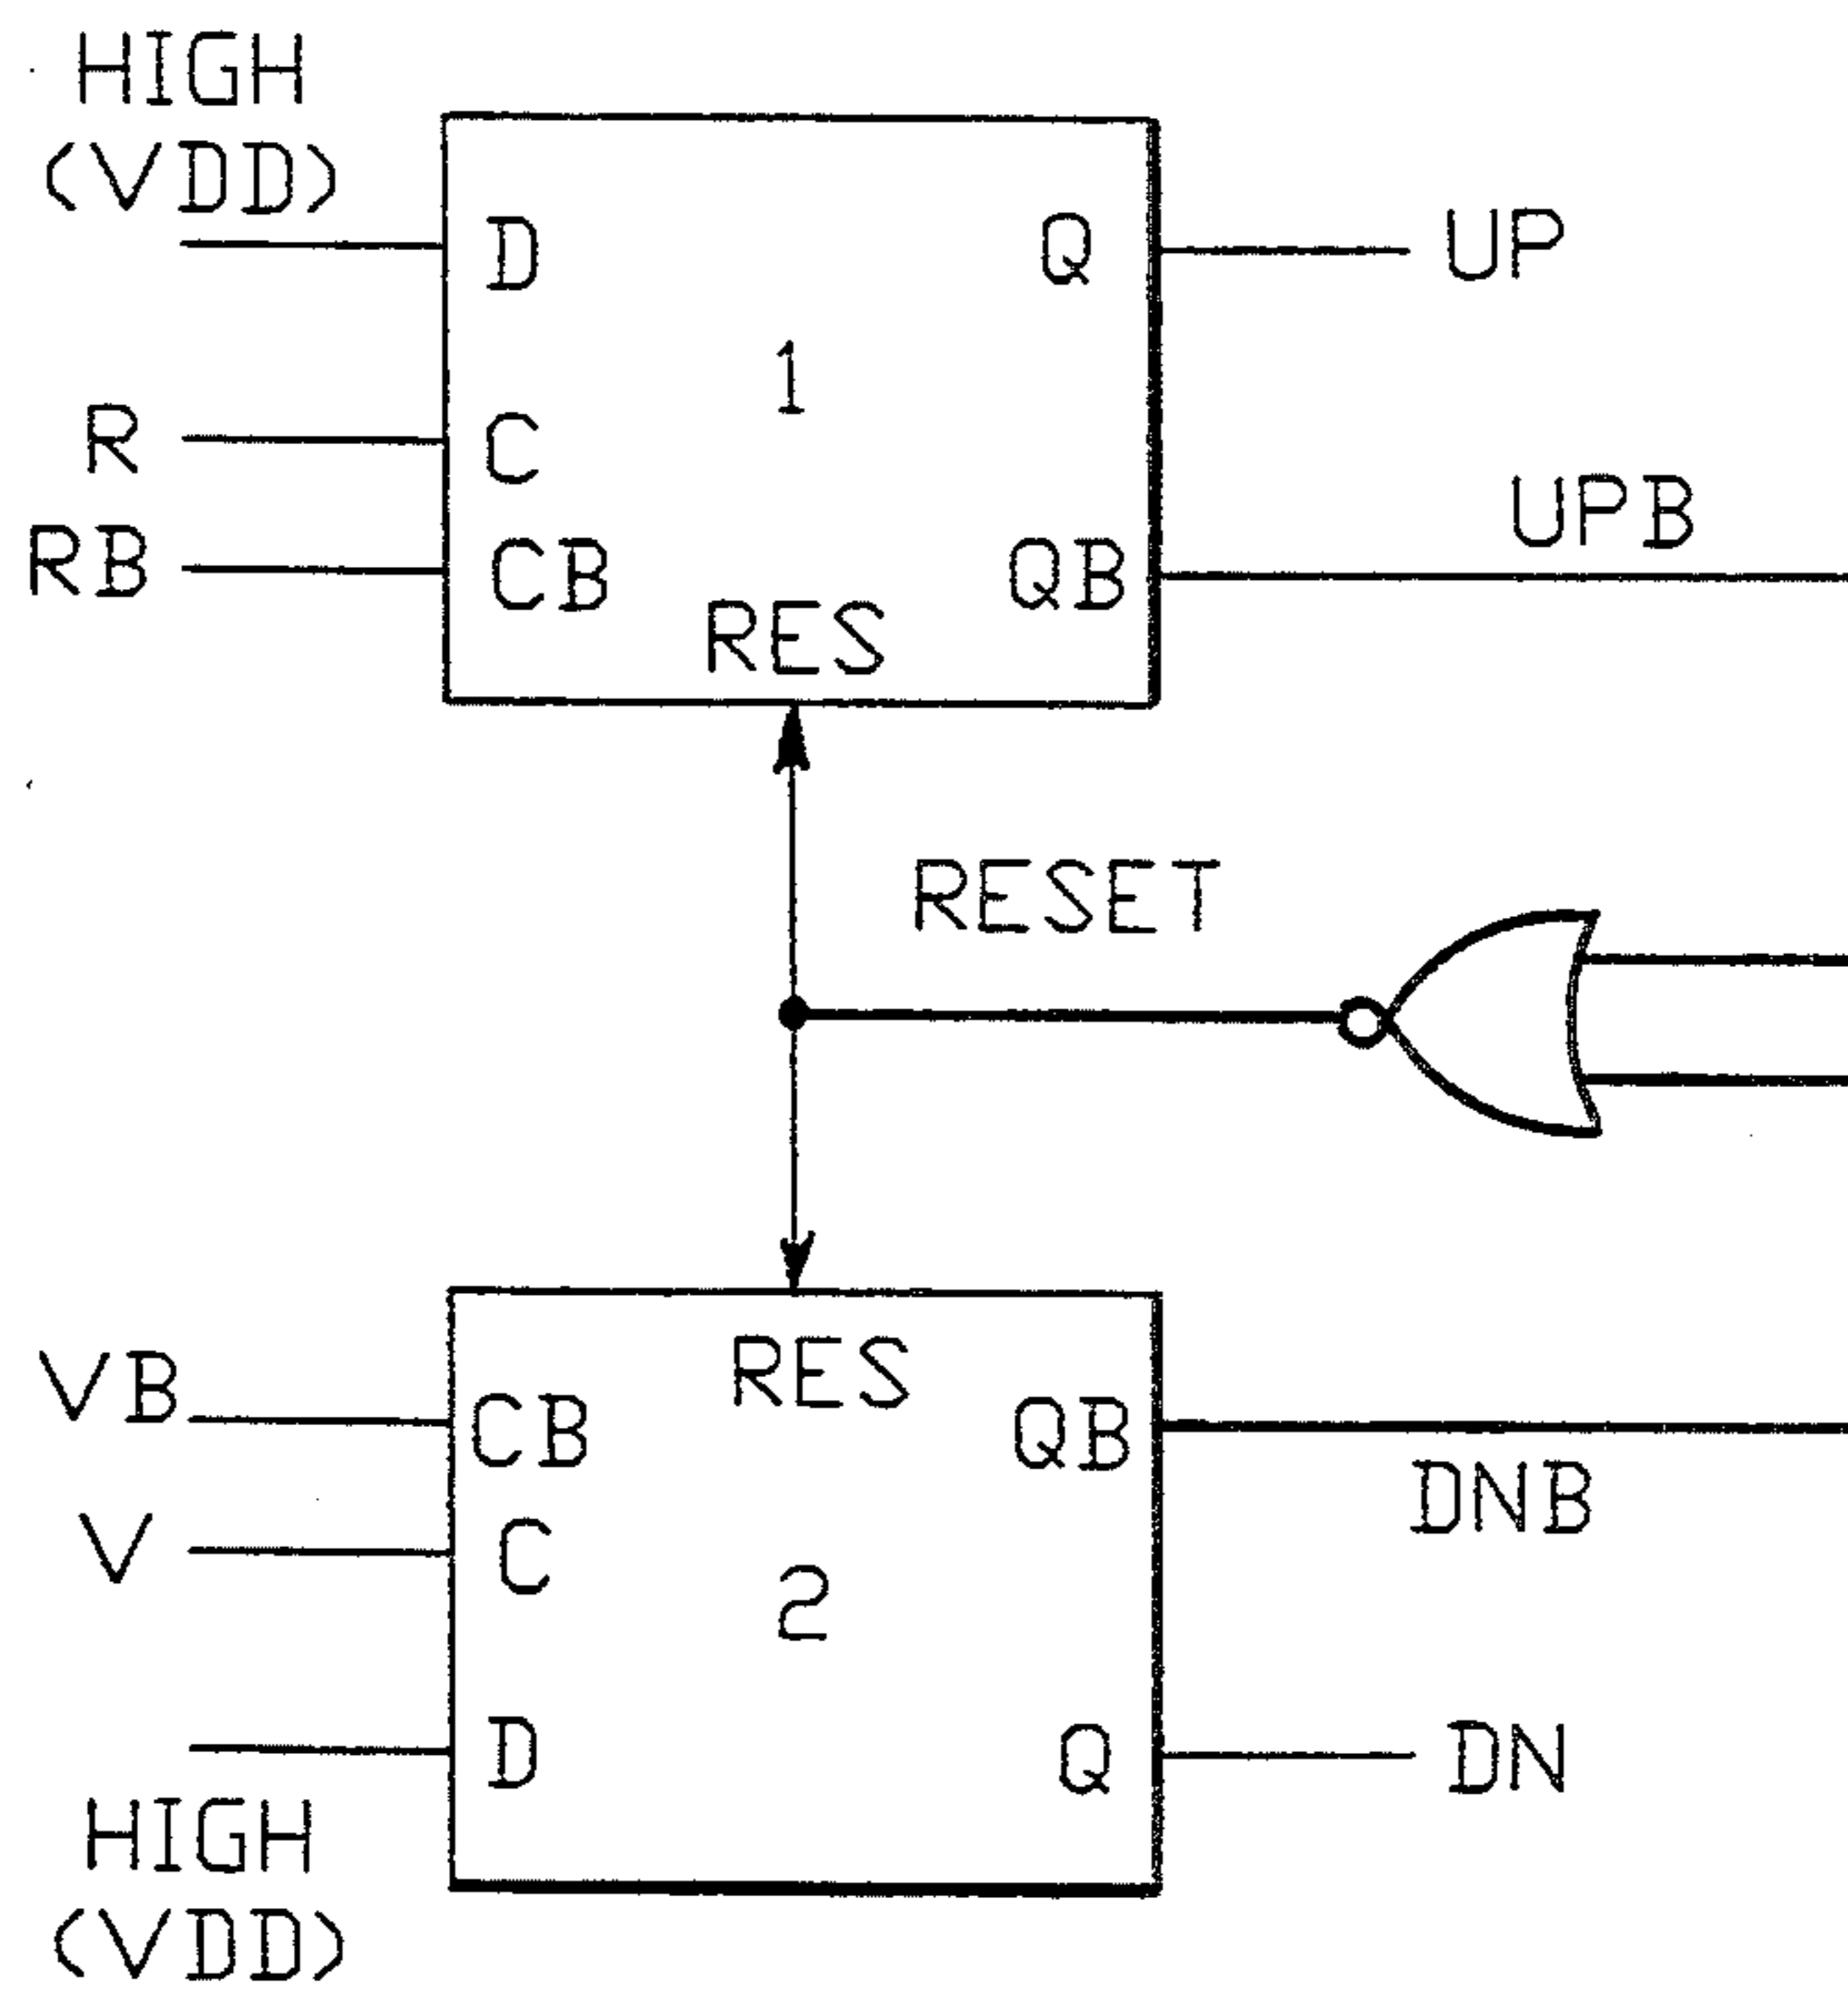 HIGH
(VDD)
D
Q
UP
1
R
C
UPB
RB
CB
QB
RES
RESET
RES
VB
CB
QB
DNB
V
C
2
D
Q
DN
HIGH
(VDD)